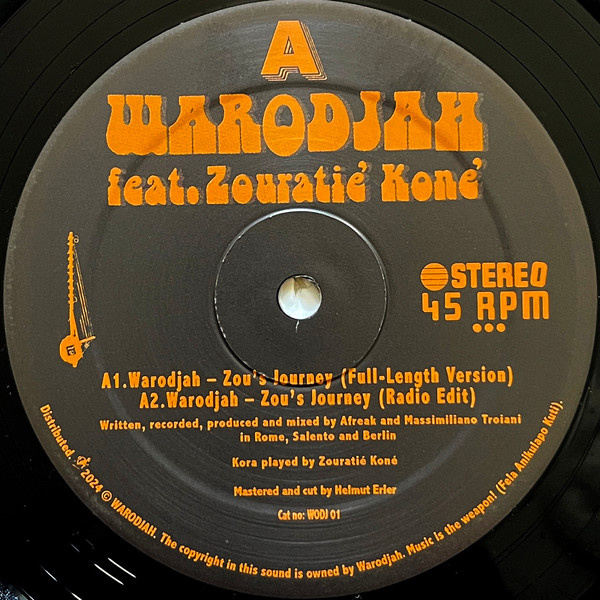 A
WARODJAH
feat. Zouratié Koné
STEREO
45 RPM
A1.Warodjah – Zou's Journey (Full-Length Version)
A2.Warodjah – Zou's Journey (Radio Edit)
Written, recorded, produced and mixed by Afreak and Massimiliano Troiani
in Rome, Salento and Berlin
Kora played by Zouratié Koné
Mastered and cut by Helmut Erler
Cat no: WODJ 01
Distributed. 2024 © WARODJAH. The copyright in this sound is owned by Warodjah. Music is the weapon! (Fela Anikulapo Kuti).